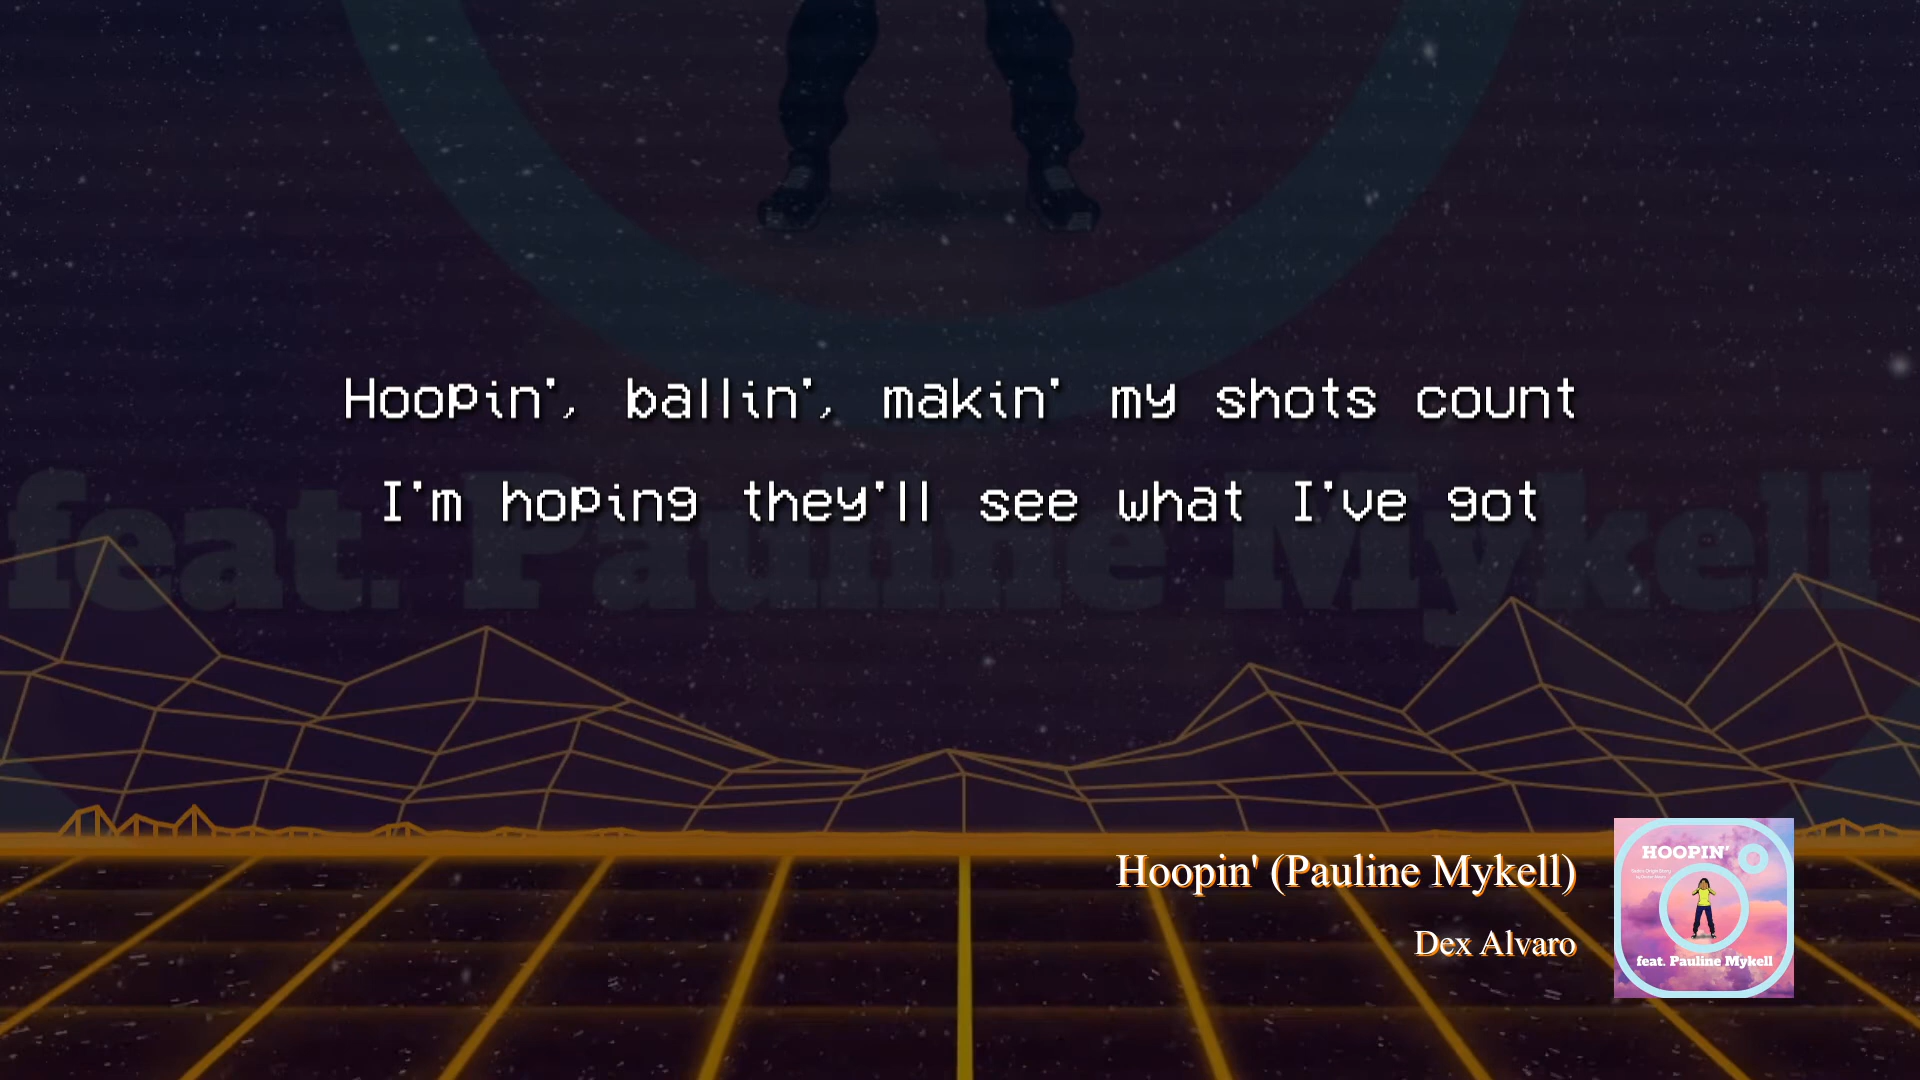 Hoopin', ballin', makin' my shots count
I'm hoping they'll see what I've got
feat. Pauline Mykell
Hoopin' (Pauline Mykell)
Dex Alvaro
HOOPIN'
feat. Pauline Mykell